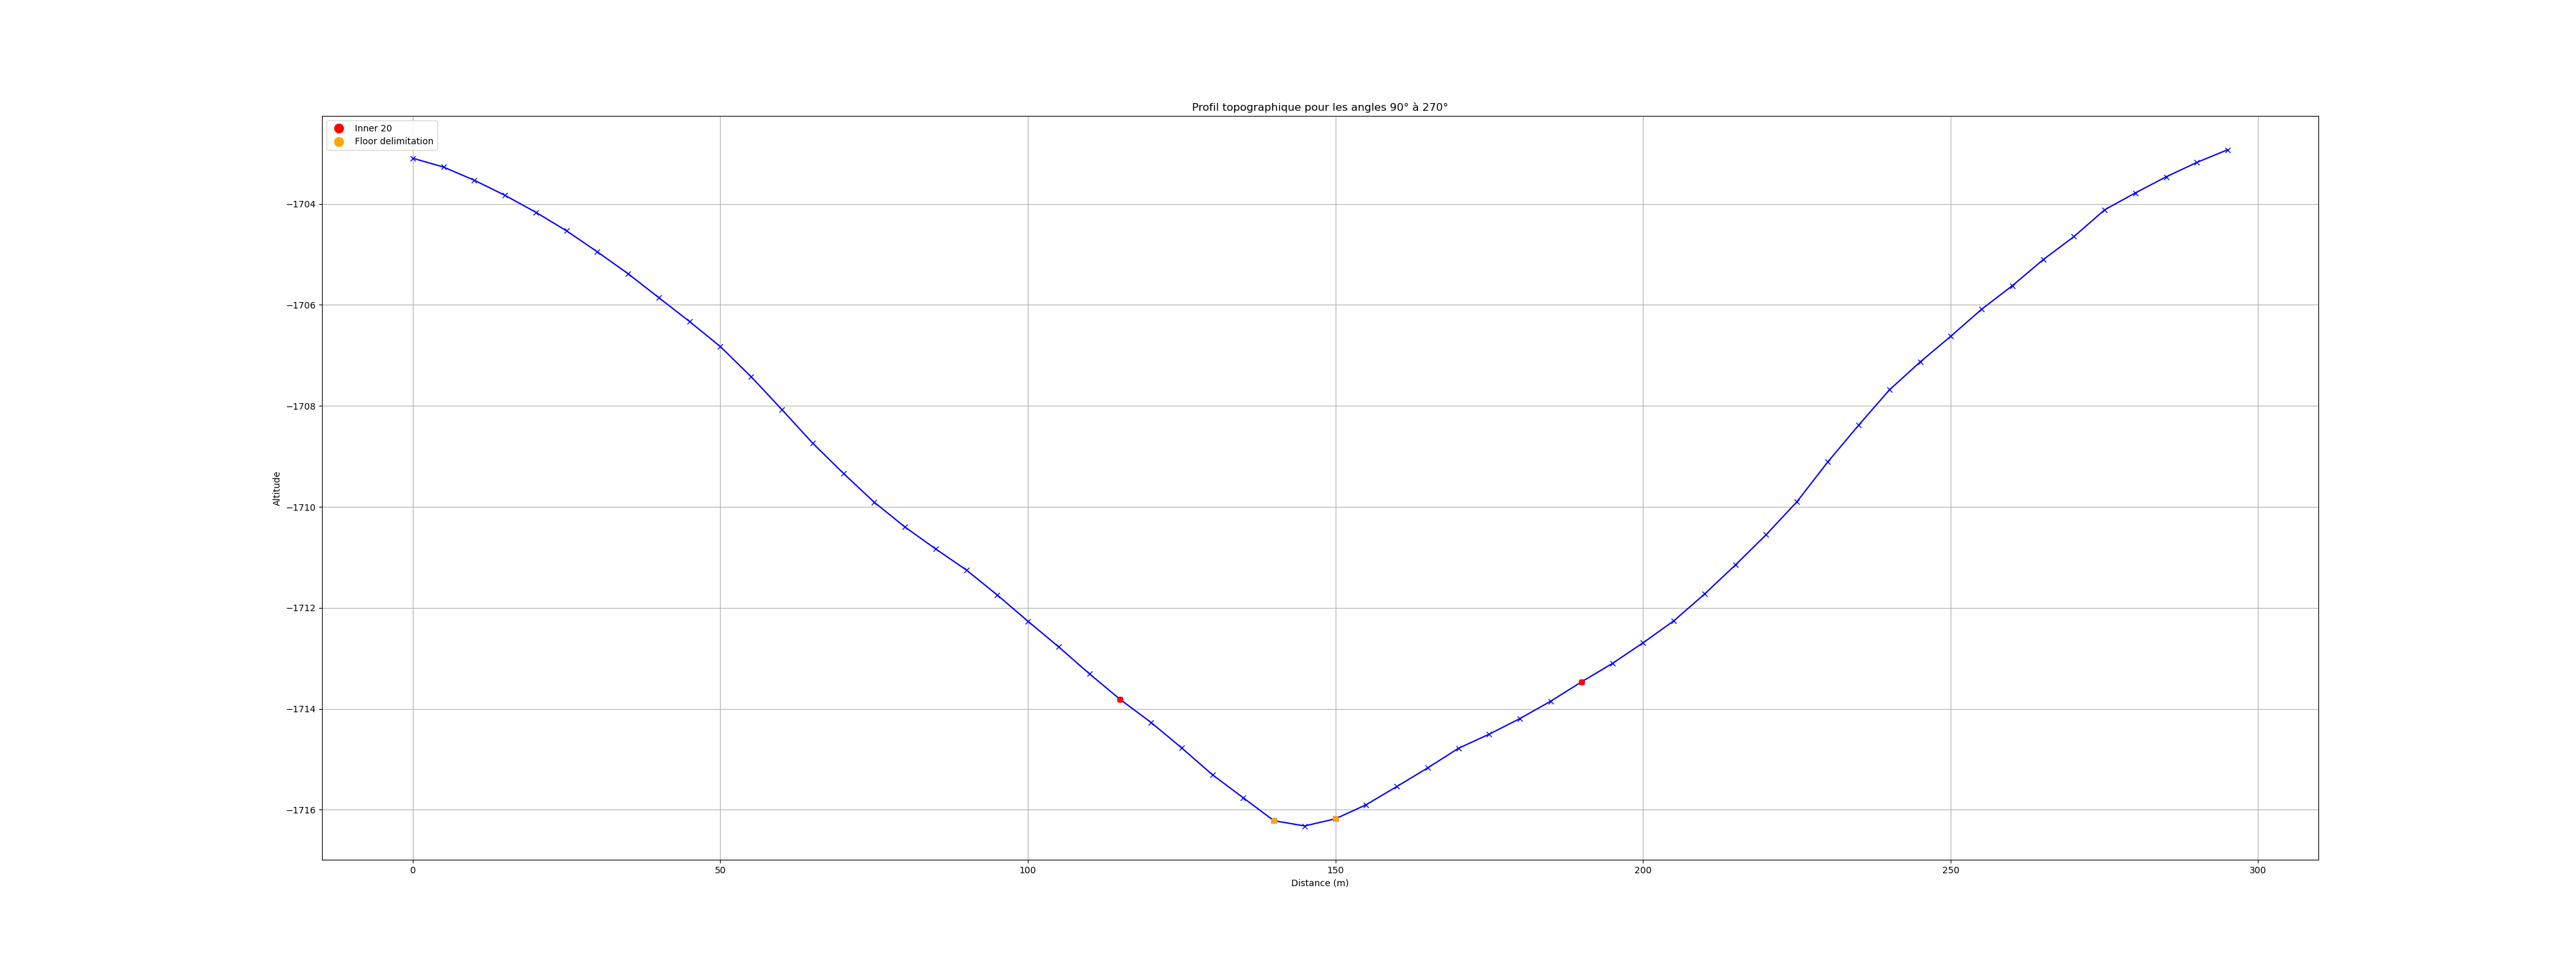 Profil topographique pour les angles 90° à 270°
Inner 20
Floor delimitation
−1704
−1706
−1708
−1710
−1712
−1714
−1716
Altitude
0 50 100 150 200 250 300
Distance (m)